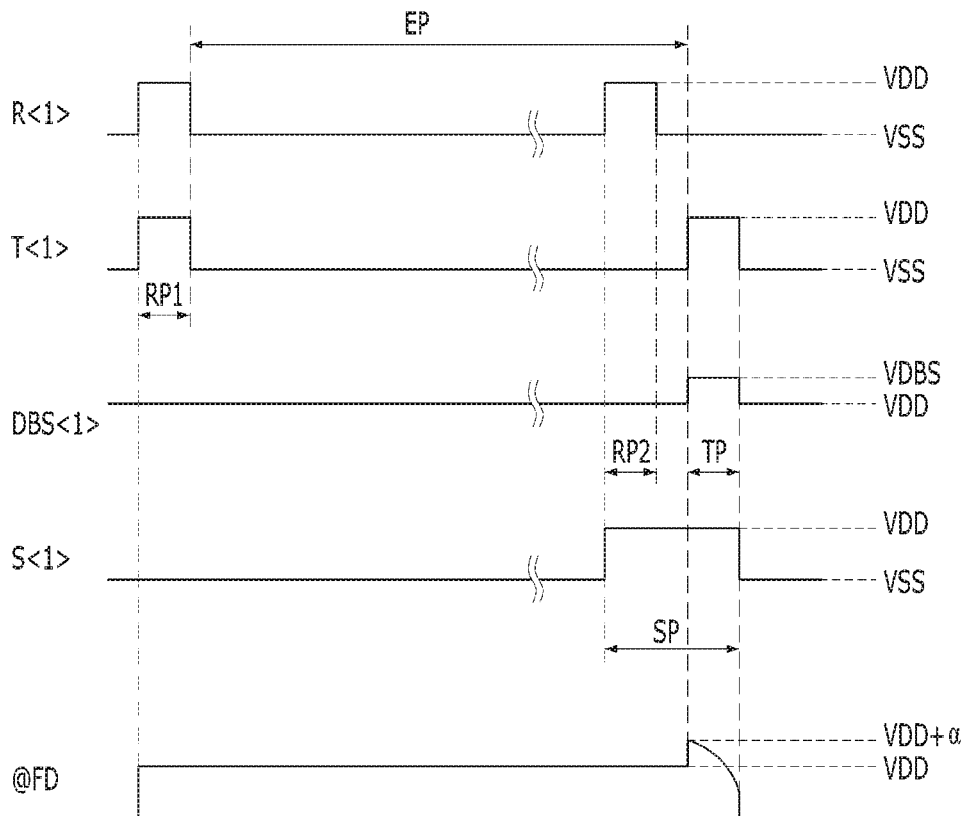 EP
R<1>
VDD
VSS
T<1>
VDD
VSS
RP1
DBS<1>
VDBS
VDD
RP2
TP
S<1>
VDD
VSS
SP
@FD
VDD+α
VDD